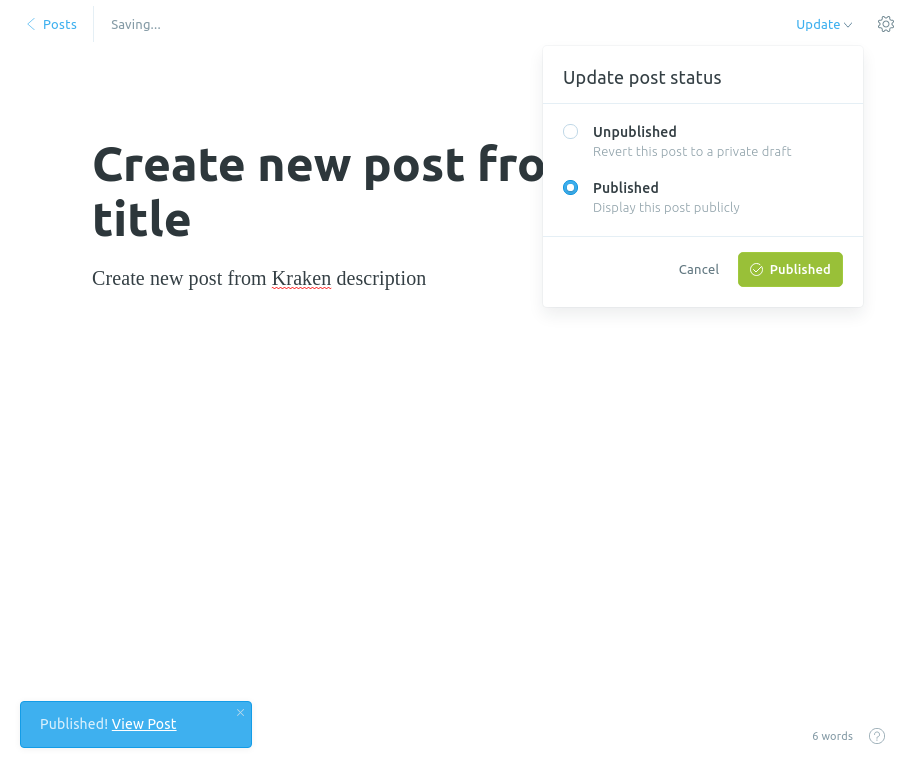 Posts
Saving...
Update
Update post status
Unpublished
Revert this post to a private draft
Published
Display this post publicly
Cancel
Published
Create new post fro
title
Create new post from Kraken description
Published! View Post
6 words
?